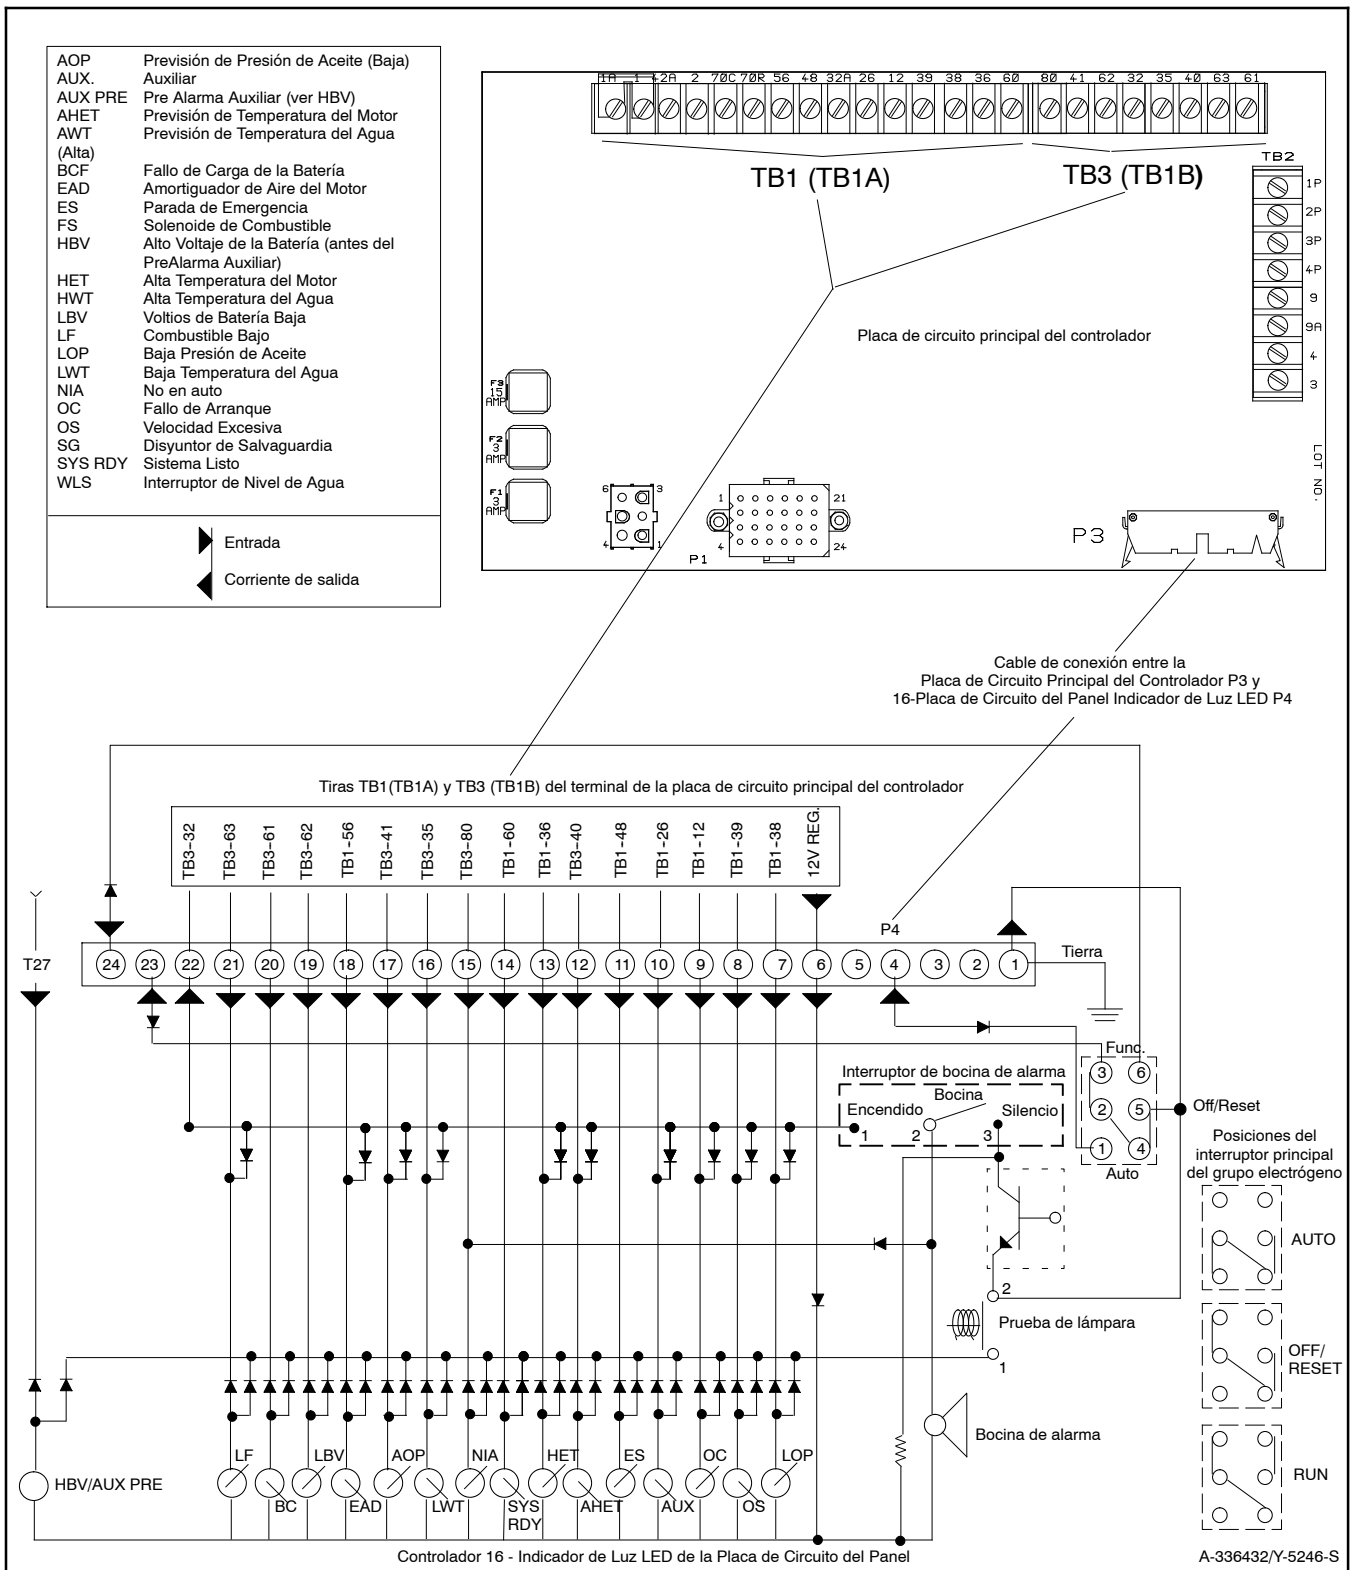 AOP Previsión de Presión de Aceite (Baja)
AUX. Auxiliar
AUX PRE Pre Alarma Auxiliar (ver HBV)
AHET Previsión de Temperatura del Motor
AWT Previsión de Temperatura del Agua
(Alta)
BCF Fallo de Carga de la Batería
EAD Amortiguador de Aire del Motor
ES Parada de Emergencia
FS Solenoide de Combustible
HBV Alto Voltaje de la Batería (antes del
PreAlarma Auxiliar)
HET Alta Temperatura del Motor
HWT Alta Temperatura del Agua
LBV Voltios de Batería Baja
LF Combustible Bajo
LOP Baja Presión de Aceite
LWT Baja Temperatura del Agua
NIA No en auto
OC Fallo de Arranque
OS Velocidad Excesiva
SG Disyuntor de Salvaguardia
SYS RDY Sistema Listo
WLS Interruptor de Nivel de Agua
Entrada
Corriente de salida
1A 1 42A 2 70C 70R 56 48 32A 26 12 39 38 36 60 80 41 62 32 35 40 63 61
TB1 (TB1A)
TB3 (TB1B)
TB2
1P
2P
3P
4P
9
9A
4
3
Placa de circuito principal del controlador
F3
15
AMP
F2
3
AMP
F1
3
AMP
6 3
4 1
1 21
4 24
P1
P3
LOT NO.
Cable de conexión entre la
Placa de Circuito Principal del Controlador P3 y
16-Placa de Circuito del Panel Indicador de Luz LED P4
Tiras TB1(TB1A) y TB3 (TB1B) del terminal de la placa de circuito principal del controlador
TB3-32
TB3-63
TB3-61
TB3-62
TB1-56
TB3-41
TB3-35
TB3-80
TB1-60
TB1-36
TB3-40
TB1-48
TB1-26
TB1-12
TB1-39
TB1-38
12V REG.
P4
T27
24 23 22 21 20 19 18 17 16 15 14 13 12 11 10 9 8 7 6 5 4 3 2 1
Tierra
Func.
3 6
2 5
1 4
Auto
Off/Reset
Interruptor de bocina de alarma
Bocina
Encendido
Silencio
1 2 3
Posiciones del
interruptor principal
del grupo electrógeno
AUTO
OFF/
RESET
RUN
2
Prueba de lámpara
1
Bocina de alarma
HBV/AUX PRE
LF
BC
LBV
EAD
AOP
LWT
NIA
SYS
RDY
HET
AHET
ES
AUX
OC
OS
LOP
Controlador 16 - Indicador de Luz LED de la Placa de Circuito del Panel
A-336432/Y-5246-S